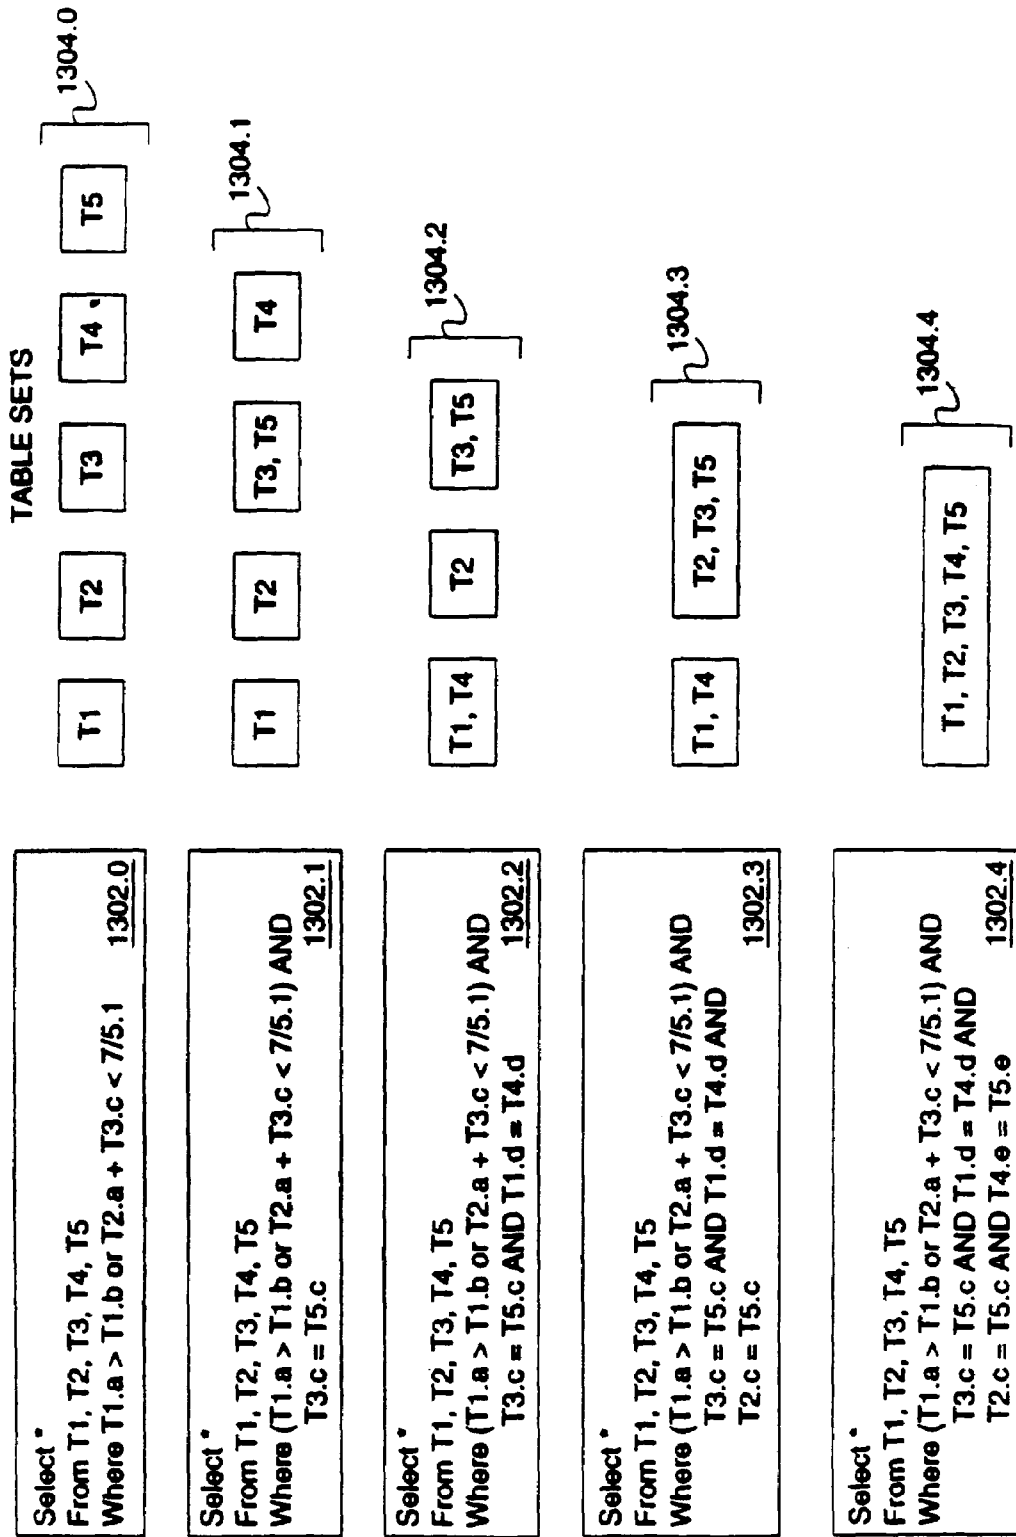 TABLE SETS
Select *
From T1, T2, T3, T4, T5
Where T1.a > T1.b or T2.a + T3.c < 7/5.1
1302.0
T1
T2
T3
T4
T5
1304.0
Select *
From T1, T2, T3, T4, T5
Where (T1.a > T1.b or T2.a + T3.c < 7/5.1) AND
T3.c = T5.c
1302.1
T1
T2
T3, T5
T4
1304.1
Select *
From T1, T2, T3, T4, T5
Where (T1.a > T1.b or T2.a + T3.c < 7/5.1) AND
T3.c = T5.c AND T1.d = T4.d
1302.2
T1, T4
T2
T3, T5
1304.2
Select *
From T1, T2, T3, T4, T5
Where (T1.a > T1.b or T2.a + T3.c < 7/5.1) AND
T3.c = T5.c AND T1.d = T4.d AND
T2.c = T5.c
1302.3
T1, T4
T2, T3, T5
1304.3
Select *
From T1, T2, T3, T4, T5
Where (T1.a > T1.b or T2.a + T3.c < 7/5.1) AND
T3.c = T5.c AND T1.d = T4.d AND
T2.c = T5.c AND T4.e = T5.e
1302.4
T1, T2, T3, T4, T5
1304.4